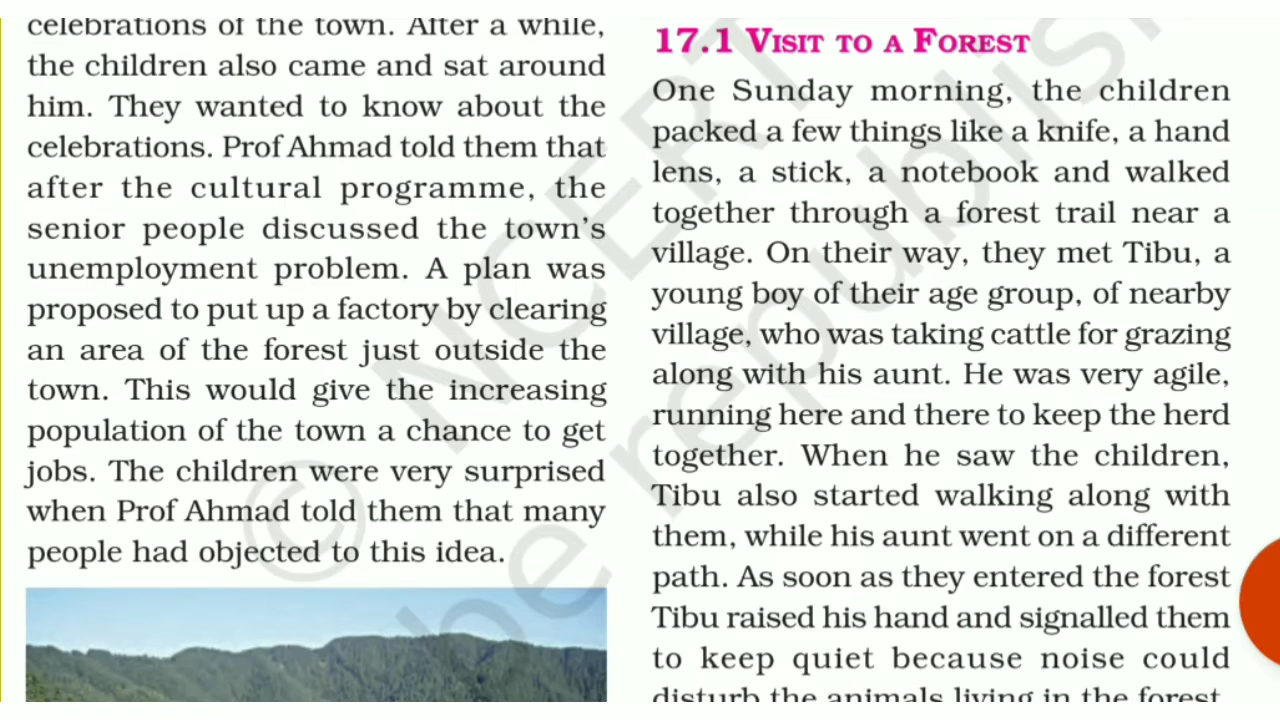 celebrations of the town. After a while,
the children also came and sat around
him. They wanted to know about the
celebrations. Prof Ahmad told them that
after the cultural programme, the
senior people discussed the town's
unemployment problem. A plan was
proposed to put up a factory by clearing
an area of the forest just outside the
town. This would give the increasing
population of the town a chance to get
jobs. The children were very surprised
when Prof Ahmad told them that many
people had objected to this idea.
17.1 VISIT TO A FOREST
One Sunday morning, the children
packed a few things like a knife, a hand
lens, a stick, a notebook and walked
together through a forest trail near a
village. On their way, they met Tibu, a
young boy of their age group, of nearby
village, who was taking cattle for grazing
along with his aunt. He was very agile,
running here and there to keep the herd
together. When he saw the children,
Tibu also started walking along with
them, while his aunt went on a different
path. As soon as they entered the forest
Tibu raised his hand and signalled them
to keep quiet because noise could
disturb the animals living in the forest.
© NCERT
be republis